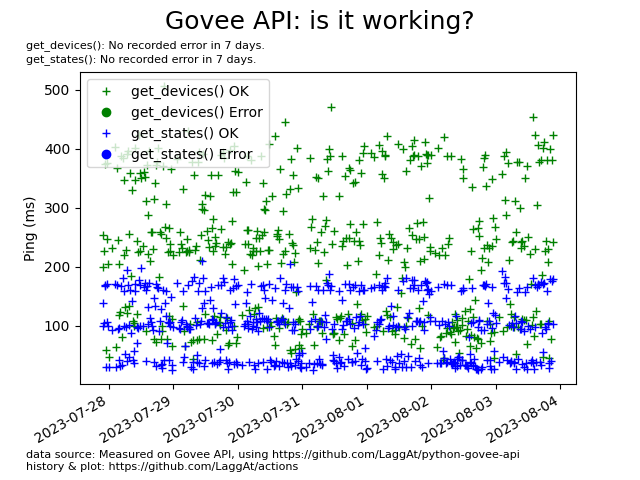 Govee API: is it working?
get_devices(): No recorded error in 7 days.
get_states(): No recorded error in 7 days.
get_devices() OK
get_devices() Error
get_states() OK
get_states() Error
500
400
300
200
100
Ping (ms)
2023-07-28
2023-07-29
2023-07-30
2023-07-31
2023-08-01
2023-08-02
2023-08-03
2023-08-04
data source: Measured on Govee API, using https://github.com/LaggAt/python-govee-api
history & plot: https://github.com/LaggAt/actions